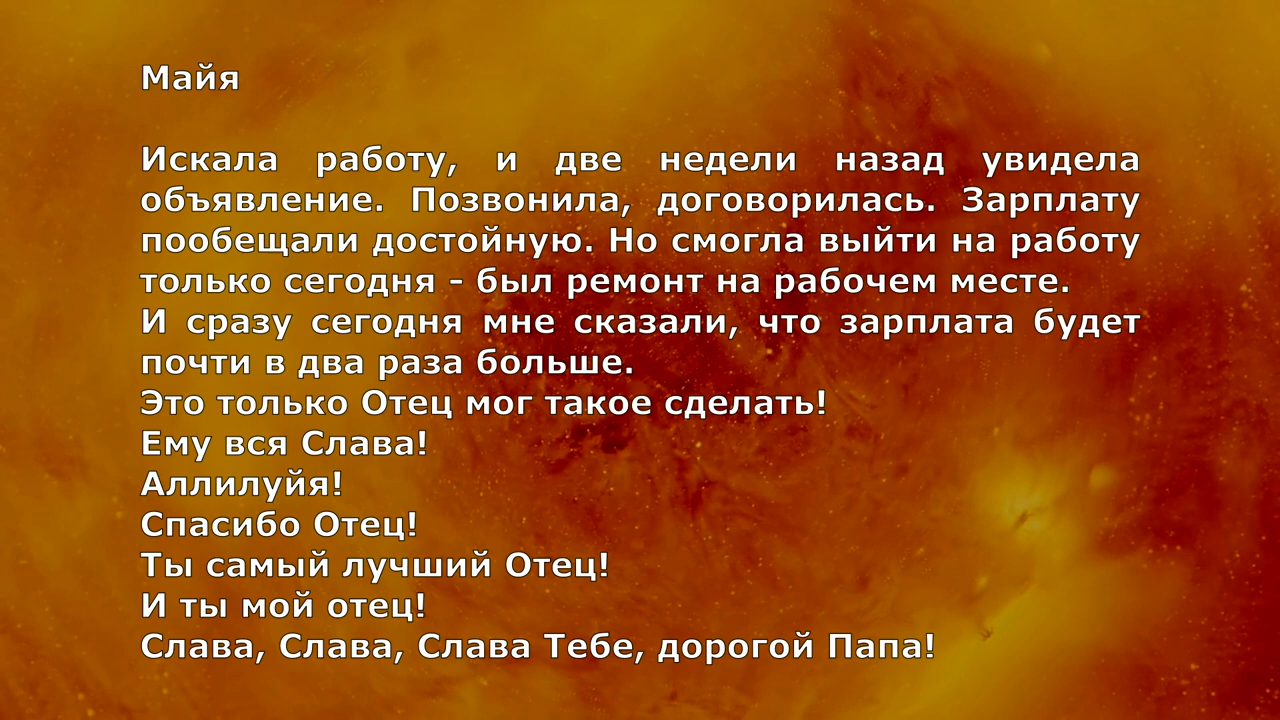 Майя
Искала работу, и две недели назад увидела
объявление. Позвонила, договорилась. Зарплату
пообещали достойную. Но смогла выйти на работу
только сегодня - был ремонт на рабочем месте.
И сразу сегодня мне сказали, что зарплата будет
почти в два раза больше.
Это только Отец мог такое сделать!
Ему вся Слава!
Аллилуйя!
Спасибо Отец!
Ты самый лучший Отец!
И ты мой отец!
Слава, Слава, Слава Тебе, дорогой Папа!